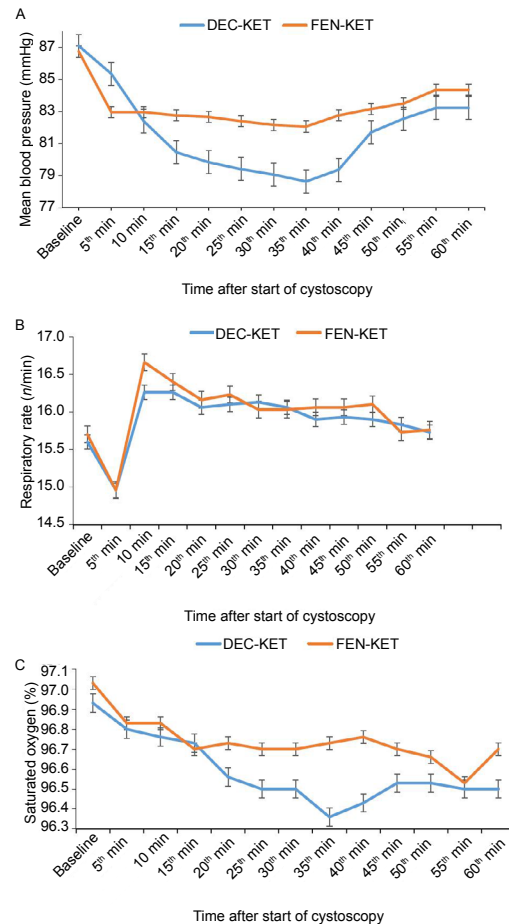 A
DEC-KET FEN-KET
Mean blood pressure (mmHg)
87
85
83
81
79
77
Baseline
5th min
10 min
15th min
20th min
25th min
30th min
35th min
40th min
45th min
50th min
55th min
60th min
Time after start of cystoscopy
B
DEC-KET FEN-KET
Respiratory rate (n/min)
17.0
16.5
16.0
15.5
15.0
14.5
Baseline
5th min
10 min
15th min
20th min
25th min
30th min
35th min
40th min
45th min
50th min
55th min
60th min
Time after start of cystoscopy
DEC-KET FEN-KET
C
Saturated oxygen (%)
97.1
97.0
96.9
96.8
96.7
96.6
96.5
96.4
96.3
Baseline
5th min
10 min
15th min
20th min
25th min
30th min
35th min
40th min
45th min
50th min
55th min
60th min
Time after start of cystoscopy